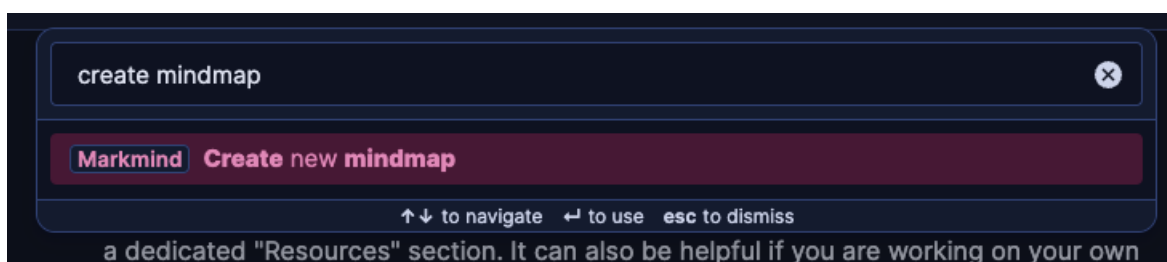 create mindmap
Markmind Create new mindmap
↑↓ to navigate ↵ to use esc to dismiss
a dedicated "Resources" section. It can also be helpful if you are working on your own